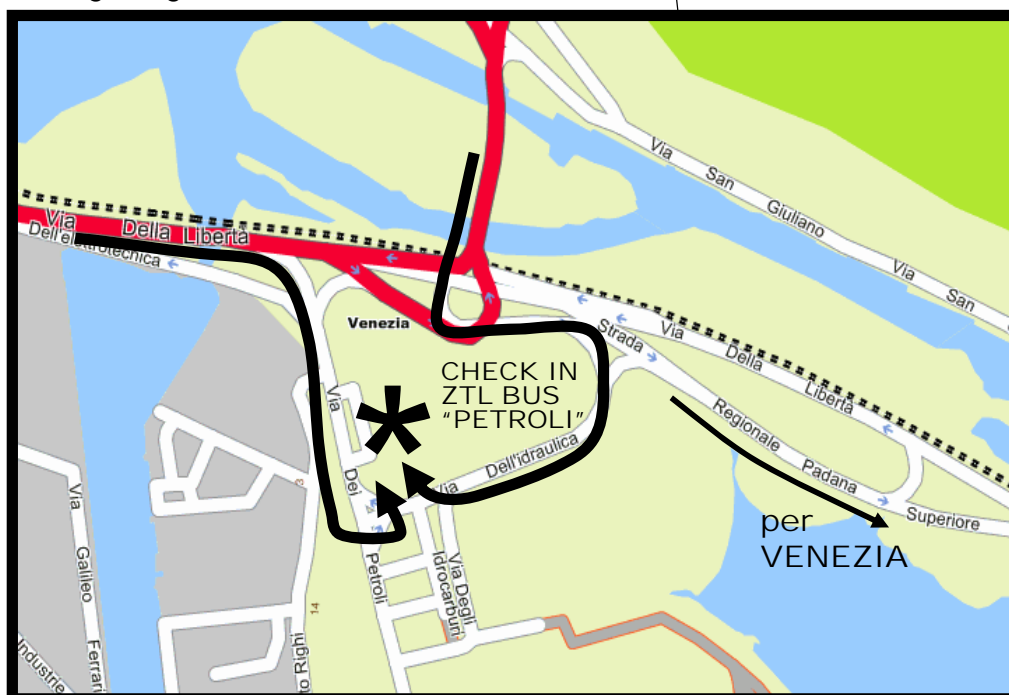 Via San Giuliano Via San
Via Della Libertà
Dell'elettrotecnica
Venezia
Strada Regionale Padana Superiore
Via Della Libertà
CHECK IN
ZTL BUS
“PETROLI”
Via Dei Petroli
Via Dell'idraulica
3
per
VENEZIA
Via Degli
Idrocarburi
Via Galileo Ferrari
14
to Righi
Industrie